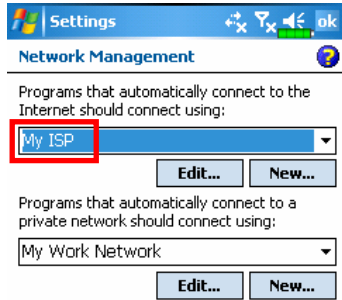 Settings ok
Network Management ?
Programs that automatically connect to the
Internet should connect using:
My ISP
Edit... New...
Programs that automatically connect to a
private network should connect using:
My Work Network
Edit... New...